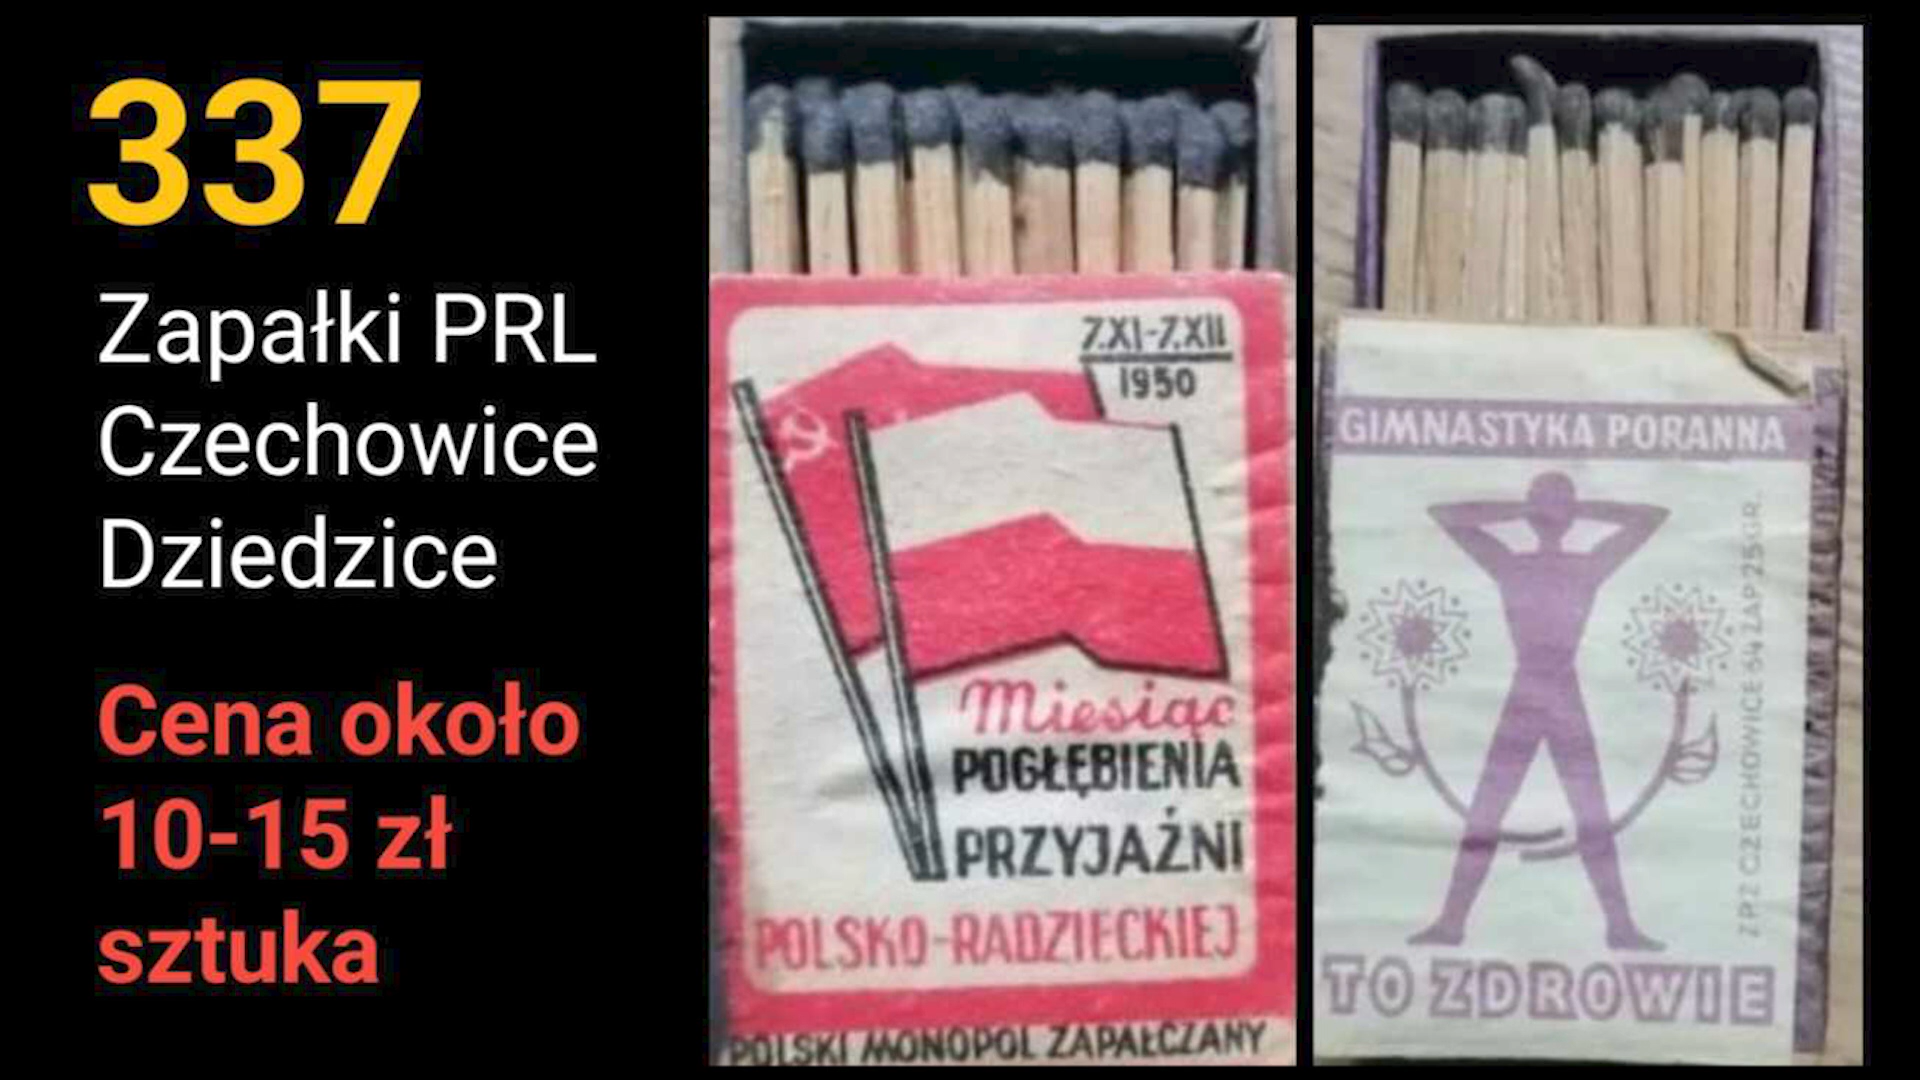 337
Zapałki PRL
Czechowice
Dziedzice
Cena około
10-15 zł
sztuka
7.XI-7.XII
1950
Miesiąc
POGŁĘBIENIA
PRZYJAŹNI
POLSKO-RADZIECKIEJ
POLSKI MONOPOL ZAPAŁCZANY
GIMNASTYKA PORANNA
ZPZ CZECHOWICE 64 ZAP 25 GR.
TO ZDROWIE